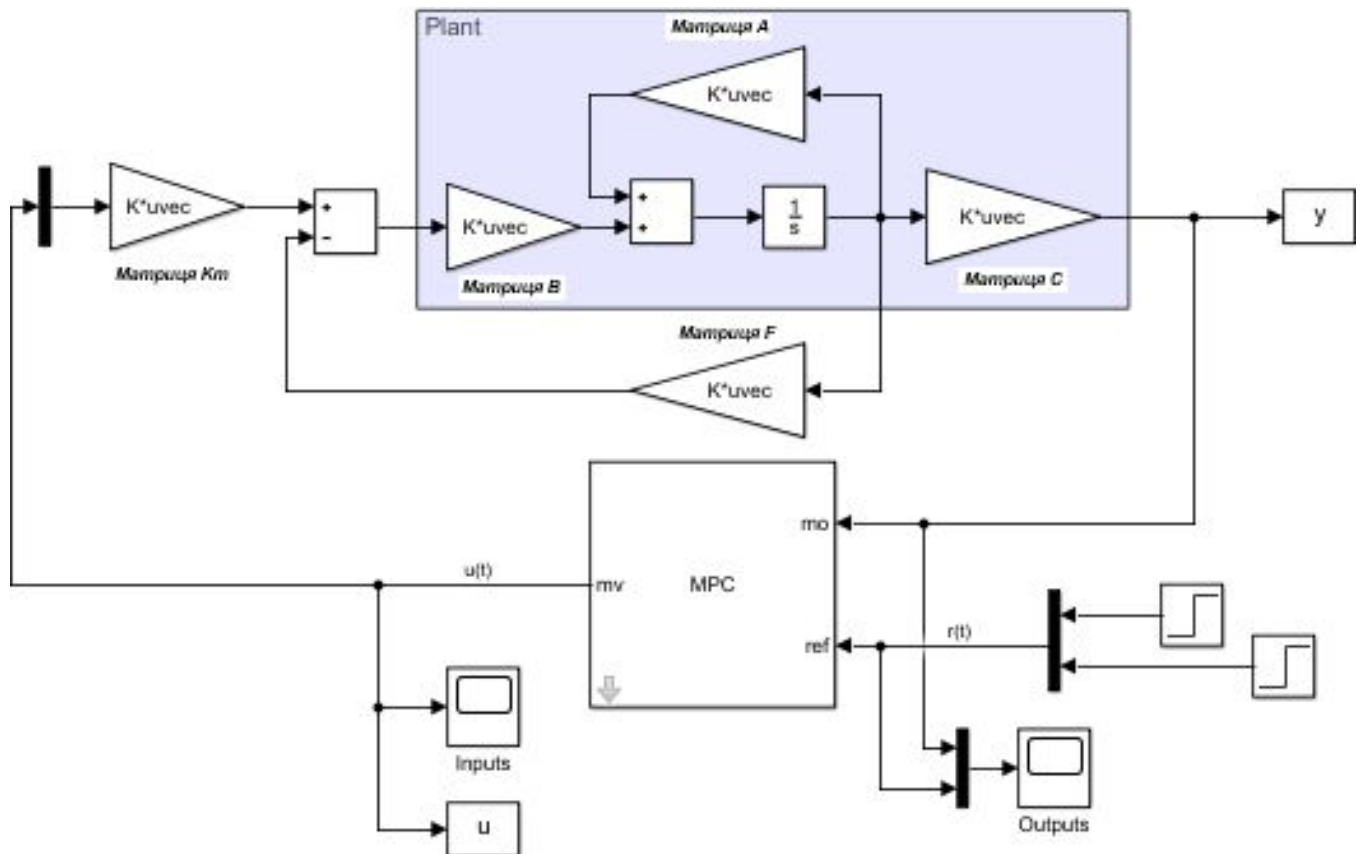 Plant
Матриця A
K*uvec
K*uvec
Матриця Km
+
−
K*uvec
Матриця B
+
+
1
s
K*uvec
Матриця C
y
Матриця F
K*uvec
mo
u(t)
mv
MPC
ref
r(t)
Inputs
u
Outputs